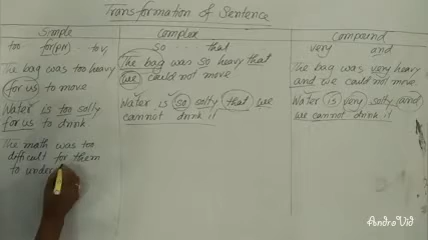 Transformation of Sentence
Simple
too for(pr) .. to v1
The bag was too heavy
for us to move
Water is too salty
for us to drink
The math was too
difficult for them
to under
Complex
so .... that
The bag was so heavy that
we could not move
Water is so salty that we
cannot drink it
Compound
very and
The bag was very heavy
and we could not move
Water is very salty and
we cannot drink it
AndroVid